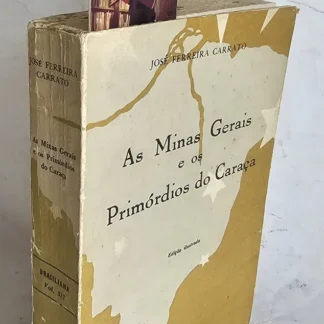 JOSÉ FERREIRA
CARRATO
As Minas Gerais
e os Primórdios
do Caraça
BRASILIANA
JOSÉ FERREIRA CARRATO
As Minas Gerais
e os
Primórdios do Caraça
Edição ilustrada